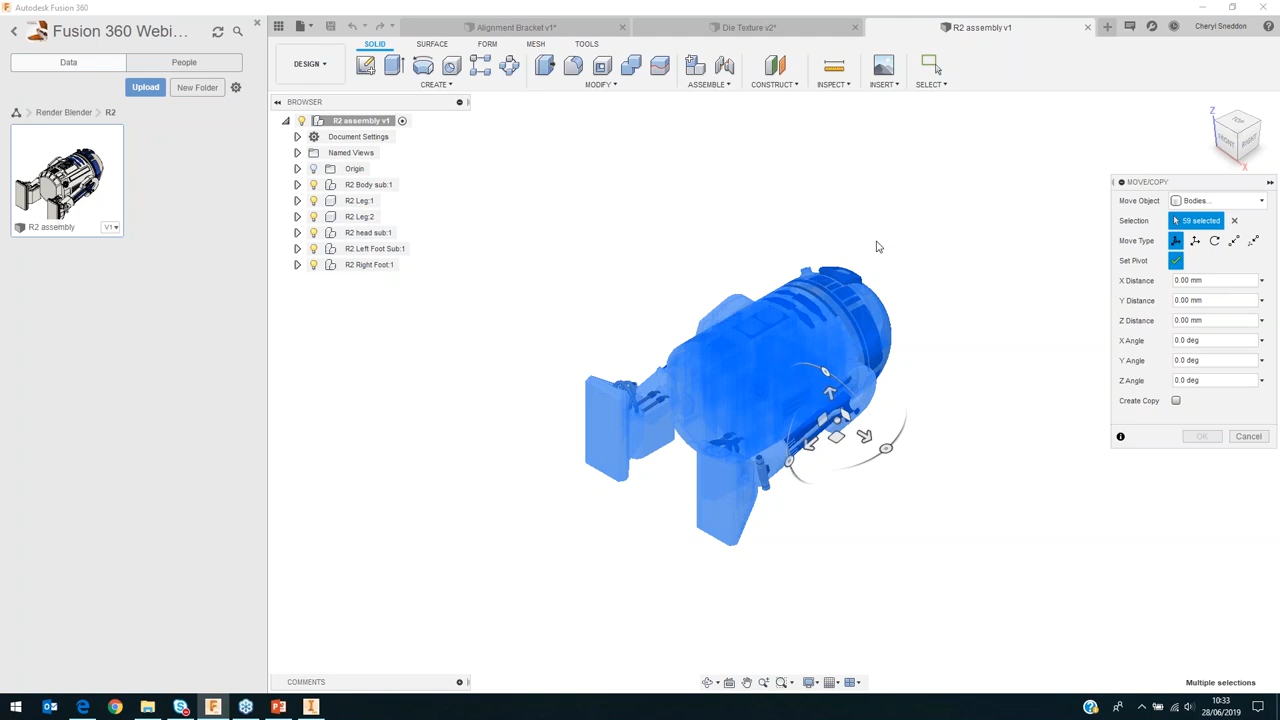 Autodesk Fusion 360
Fusion 360 Webi...
Data
People
Upload
New Folder
Render Blender
R2
R2 assembly
V1▾
Alignment Bracket v1*
Die Texture v2*
R2 assembly v1
Cheryl Sneddon
SOLID
SURFACE
FORM
MESH
TOOLS
DESIGN ▾
CREATE ▾
MODIFY ▾
ASSEMBLE ▾
CONSTRUCT ▾
INSPECT ▾
INSERT ▾
SELECT ▾
BROWSER
R2 assembly v1
Document Settings
Named Views
Origin
R2 Body sub:1
R2 Leg:1
R2 Leg:2
R2 head sub:1
R2 Left Foot Sub:1
R2 Right Foot:1
Z
TOP
FRONT
RIGHT
X
MOVE/COPY
Move Object
Bodies...
Selection
59 selected
Move Type
Set Pivot
X Distance
0.00 mm
Y Distance
0.00 mm
Z Distance
0.00 mm
X Angle
0.0 deg
Y Angle
0.0 deg
Z Angle
0.0 deg
Create Copy
OK
Cancel
COMMENTS
Multiple selections
10:33
28/06/2019